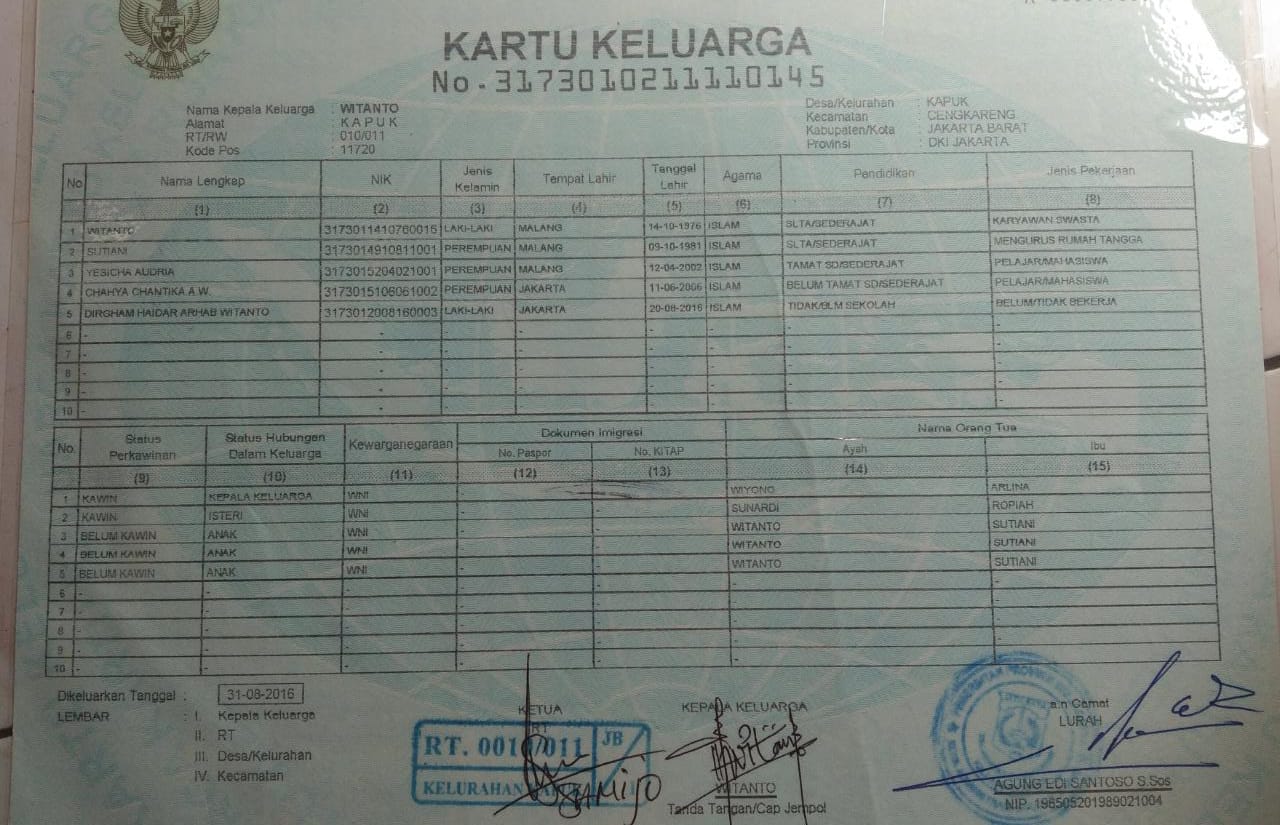 KARTU KELUARGA
No. 3173010211110145
Nama Kepala Keluarga : WITANTO
Alamat : K A P U K
RT/RW : 010/011
Kode Pos : 11720
Desa/Kelurahan : KAPUK
Kecamatan : CENGKARENG
Kabupaten/Kota : JAKARTA BARAT
Provinsi : DKI JAKARTA
No Nama Lengkap NIK Jenis Kelamin Tempat Lahir Tanggal Lahir Agama Pendidikan Jenis Pekerjaan
(1) (2) (3) (4) (5) (6) (7) (8)
1 WITANTO 3173011410760015 LAKI-LAKI MALANG 14-10-1976 ISLAM SLTA/SEDERAJAT KARYAWAN SWASTA
2 SUTIANI 3173014910811001 PEREMPUAN MALANG 09-10-1981 ISLAM SLTA/SEDERAJAT MENGURUS RUMAH TANGGA
3 YESICHA AUDRIA 3173015204021001 PEREMPUAN MALANG 12-04-2002 ISLAM TAMAT SD/SEDERAJAT PELAJAR/MAHASISWA
4 CHAHYA CHANTIKA A.W. 3173015106061002 PEREMPUAN JAKARTA 11-06-2006 ISLAM BELUM TAMAT SD/SEDERAJAT PELAJAR/MAHASISWA
5 DIRGHAM HAIDAR ARHAB WITANTO 3173012008160003 LAKI-LAKI JAKARTA 20-08-2016 ISLAM TIDAK/BLM SEKOLAH BELUM/TIDAK BEKERJA
6 - - - - - - - -
7 - - - - - - - -
8 - - - - - - - -
9 - - - - - - - -
10 - - - - - - - -
No. Status Perkawinan Status Hubungan Dalam Keluarga Kewarganegaraan Dokumen Imigrasi Nama Orang Tua
No. Paspor No. KITAP Ayah Ibu
(9) (10) (11) (12) (13) (14) (15)
1 KAWIN KEPALA KELUARGA WNI - - WIYONO ARLINA
2 KAWIN ISTERI WNI - - SUNARDI ROPIAH
3 BELUM KAWIN ANAK WNI - - WITANTO SUTIANI
4 BELUM KAWIN ANAK WNI - - WITANTO SUTIANI
5 BELUM KAWIN ANAK WNI - - WITANTO SUTIANI
6 - - - - - - -
7 - - - - - - -
8 - - - - - - -
9 - - - - - - -
10 - - - - - - -
Dikeluarkan Tanggal : 31-08-2016
LEMBAR : I. Kepala Keluarga
II. RT
III. Desa/Kelurahan
IV. Kecamatan
KETUA
RT
RT. 0010/011 JB
KELURAHAN
KEPALA KELUARGA
WITANTO
Tanda Tangan/Cap Jempol
a.n Camat
LURAH
AGUNG EDI SANTOSO S.Sos
NIP. 196505201989021004